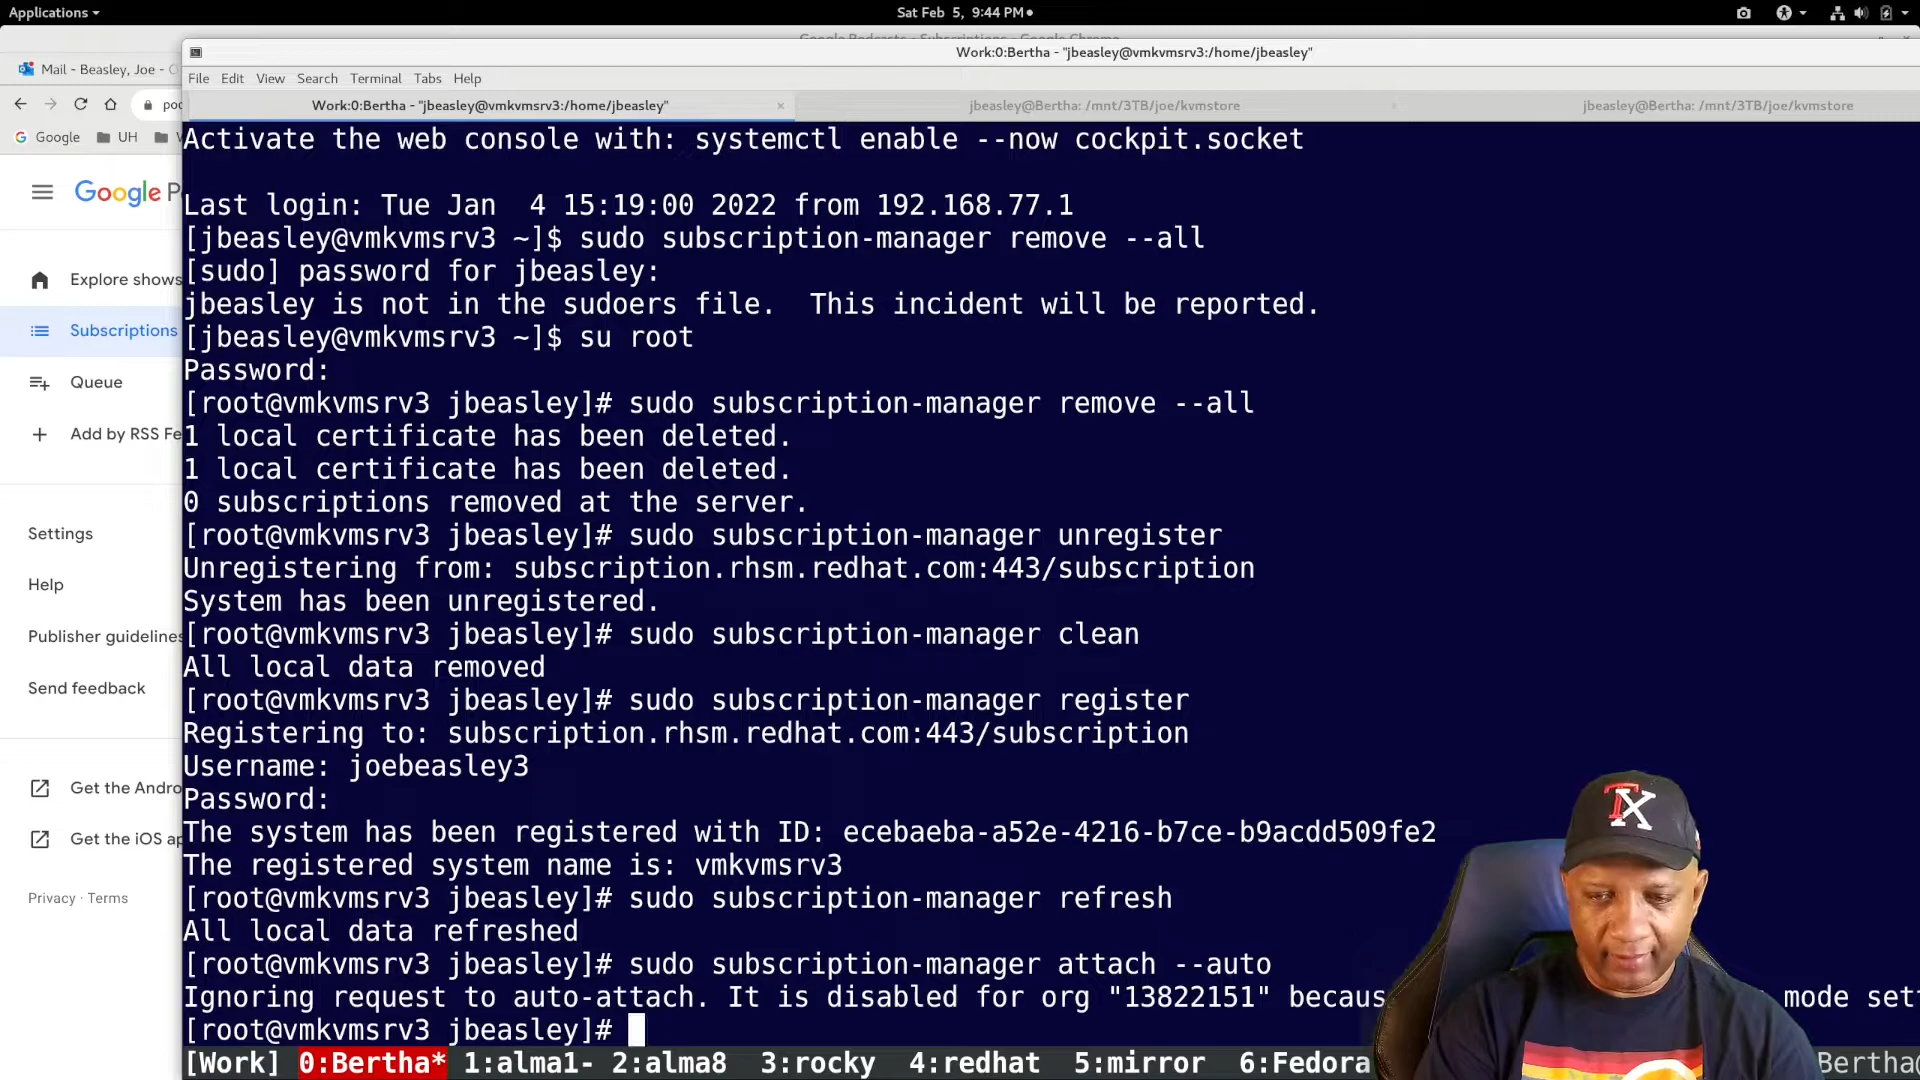 Applications
Sat Feb 5, 9:44 PM
Google Podcasts - Subscriptions - Google Chrome
Work:0:Bertha - "jbeasley@vmkvmsrv3:/home/jbeasley"
Mail - Beasley, Joe -
File Edit View Search Terminal Tabs Help
Work:0:Bertha - "jbeasley@vmkvmsrv3:/home/jbeasley"
jbeasley@Bertha: /mnt/3TB/joe/kvmstore
jbeasley@Bertha: /mnt/3TB/joe/kvmstore
Google UH
Google P
Explore shows
Subscriptions
Queue
Add by RSS Fe
Settings
Help
Publisher guidelines
Send feedback
Get the Andro
Get the iOS ap
Privacy · Terms
Activate the web console with: systemctl enable --now cockpit.socket
Last login: Tue Jan  4 15:19:00 2022 from 192.168.77.1
[jbeasley@vmkvmsrv3 ~]$ sudo subscription-manager remove --all
[sudo] password for jbeasley:
jbeasley is not in the sudoers file.  This incident will be reported.
[jbeasley@vmkvmsrv3 ~]$ su root
Password:
[root@vmkvmsrv3 jbeasley]# sudo subscription-manager remove --all
1 local certificate has been deleted.
1 local certificate has been deleted.
0 subscriptions removed at the server.
[root@vmkvmsrv3 jbeasley]# sudo subscription-manager unregister
Unregistering from: subscription.rhsm.redhat.com:443/subscription
System has been unregistered.
[root@vmkvmsrv3 jbeasley]# sudo subscription-manager clean
All local data removed
[root@vmkvmsrv3 jbeasley]# sudo subscription-manager register
Registering to: subscription.rhsm.redhat.com:443/subscription
Username: joebeasley3
Password:
The system has been registered with ID: ecebaeba-a52e-4216-b7ce-b9acdd509fe2
The registered system name is: vmkvmsrv3
[root@vmkvmsrv3 jbeasley]# sudo subscription-manager refresh
All local data refreshed
[root@vmkvmsrv3 jbeasley]# sudo subscription-manager attach --auto
Ignoring request to auto-attach. It is disabled for org "13822151" becaus mode set
[root@vmkvmsrv3 jbeasley]#
[Work] 0:Bertha* 1:alma1- 2:alma8  3:rocky  4:redhat  5:mirror  6:Fedora Bertha
TX